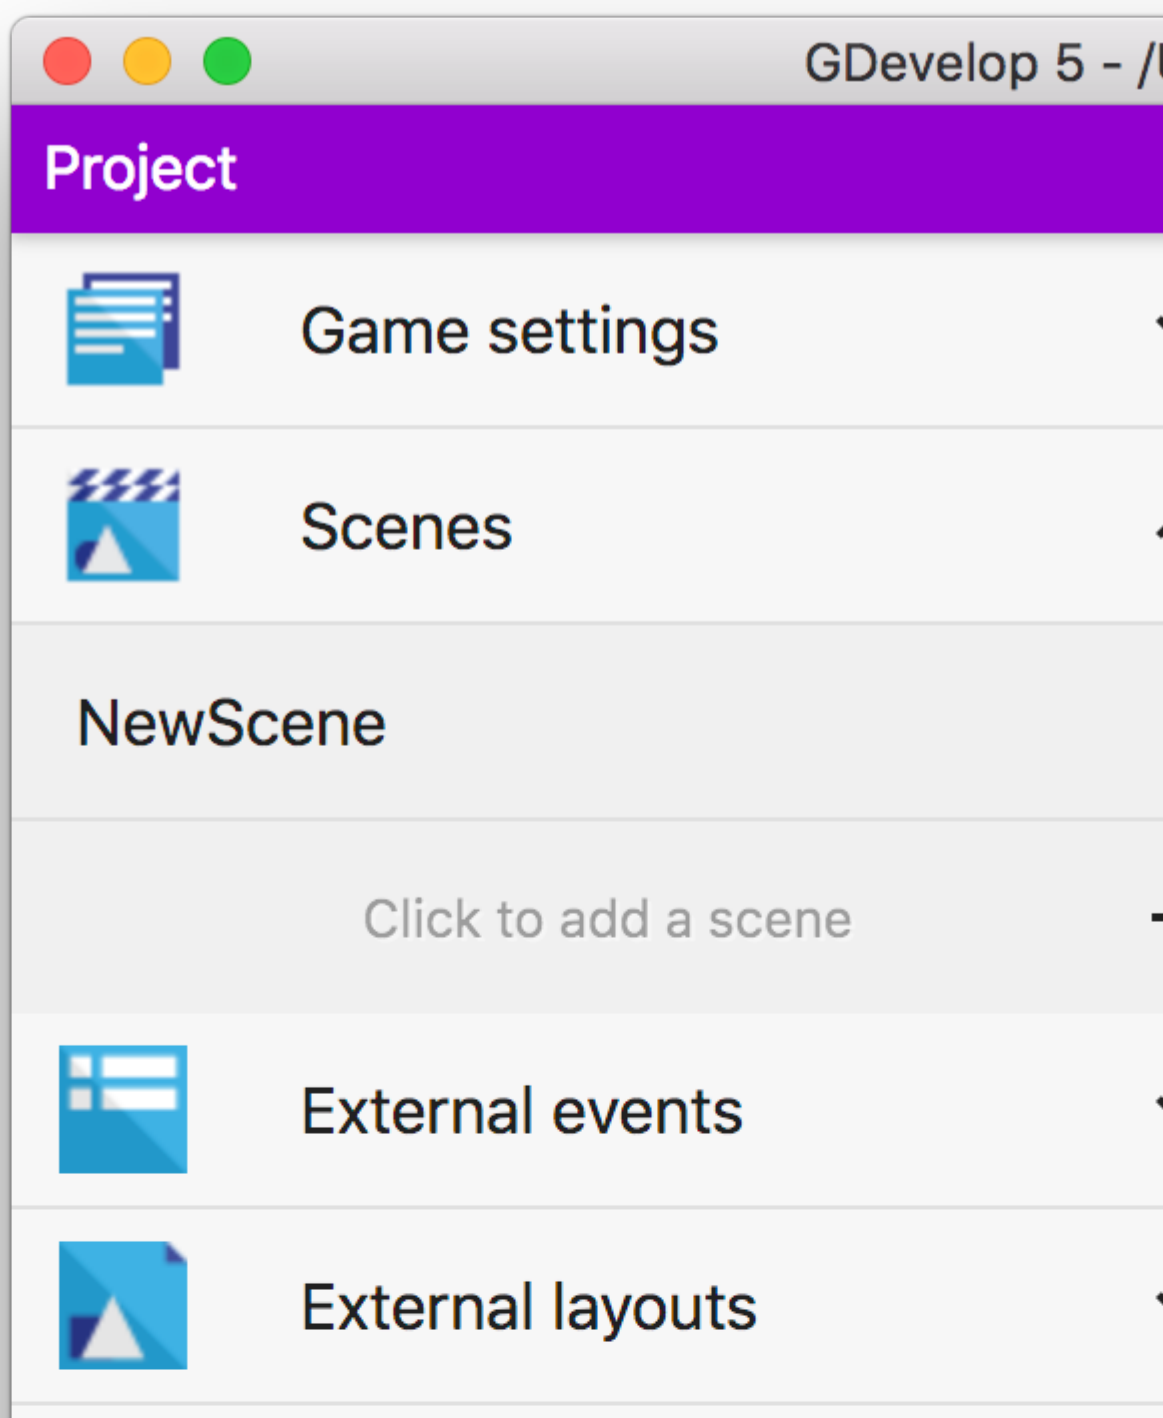 GDevelop 5 - /
Project
Game settings
Scenes
NewScene
Click to add a scene
External events
External layouts